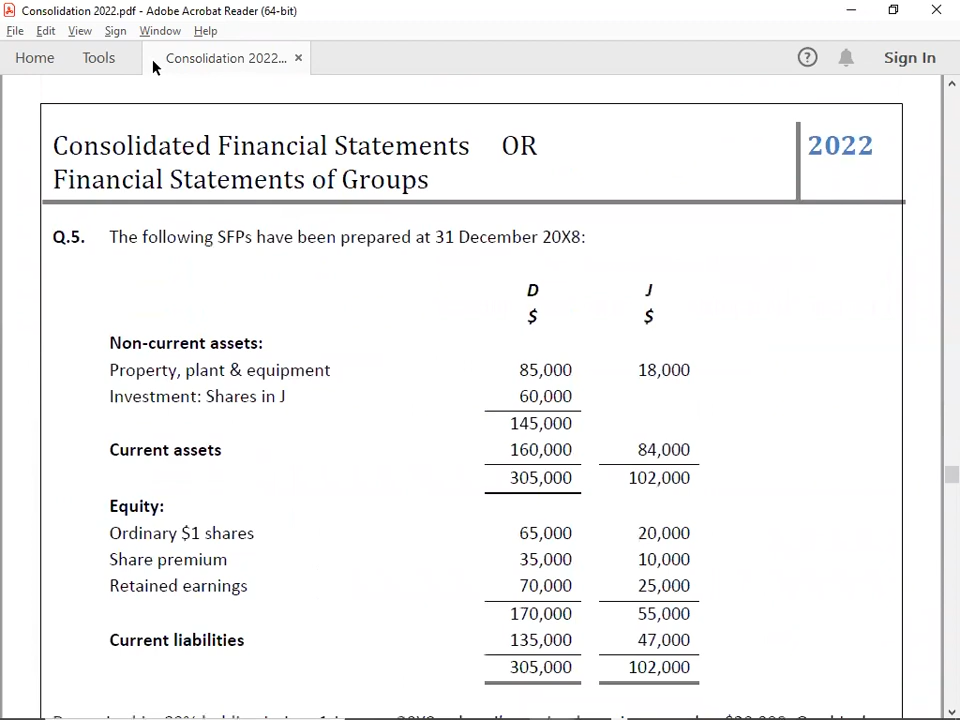 Consolidation 2022.pdf - Adobe Acrobat Reader (64-bit)
File Edit View Sign Window Help
Home Tools Consolidation 2022... × ? Sign In
Consolidated Financial Statements OR 2022
Financial Statements of Groups
Q.5. The following SFPs have been prepared at 31 December 20X8:
D J
$ $
Non-current assets:
Property, plant & equipment 85,000 18,000
Investment: Shares in J 60,000
145,000
Current assets 160,000 84,000
305,000 102,000
Equity:
Ordinary $1 shares 65,000 20,000
Share premium 35,000 10,000
Retained earnings 70,000 25,000
170,000 55,000
Current liabilities 135,000 47,000
305,000 102,000